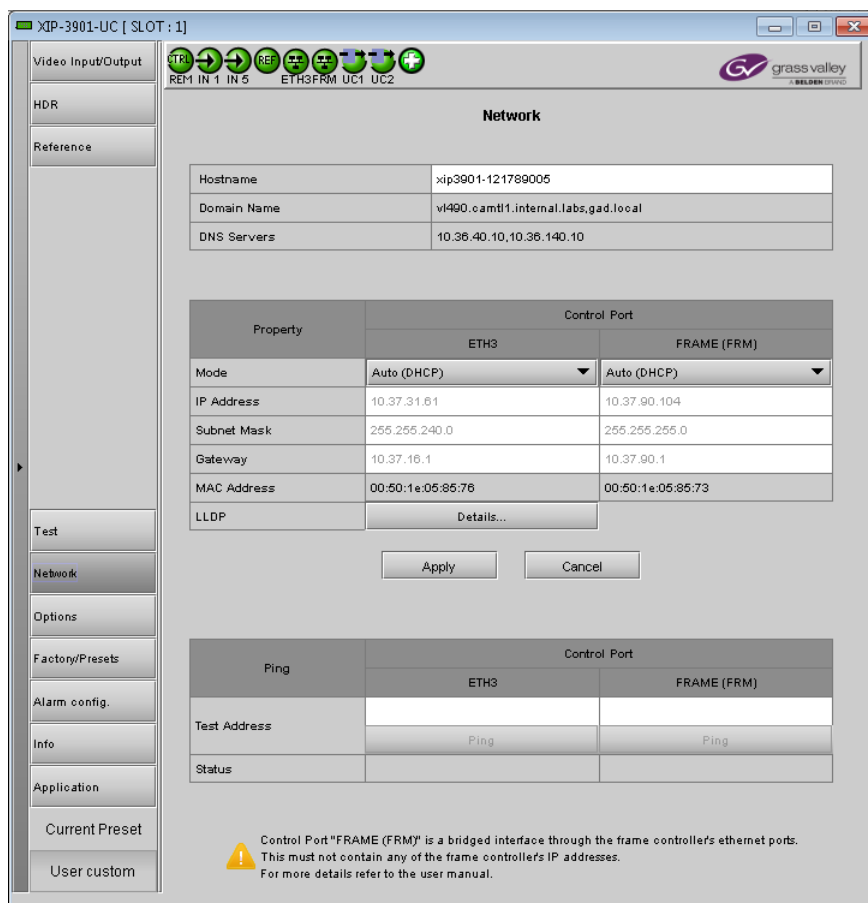 XIP-3901-UC [ SLOT : 1]
Video Input/Output
HDR
Reference
Test
Network
Options
Factory/Presets
Alarm config.
Info
Application
Current Preset
User custom
CTRL REF
REM IN 1 IN 5 ETH3 FRM UC1 UC2
grass valley
A BELDEN BRAND
Network
Hostname xip3901-121789005
Domain Name vl490.camtl1.internal.labs,gad.local
DNS Servers 10.36.40.10,10.36.140.10
Property Control Port
ETH3 FRAME (FRM)
Mode Auto (DHCP) Auto (DHCP)
IP Address 10.37.31.61 10.37.90.104
Subnet Mask 255.255.240.0 255.255.255.0
Gateway 10.37.16.1 10.37.90.1
MAC Address 00:50:1e:05:85:76 00:50:1e:05:85:73
LLDP Details...
Apply Cancel
Ping Control Port
ETH3 FRAME (FRM)
Test Address
Ping Ping
Status
Control Port "FRAME (FRM)" is a bridged interface through the frame controller's ethernet ports.
This must not contain any of the frame controller's IP addresses.
For more details refer to the user manual.